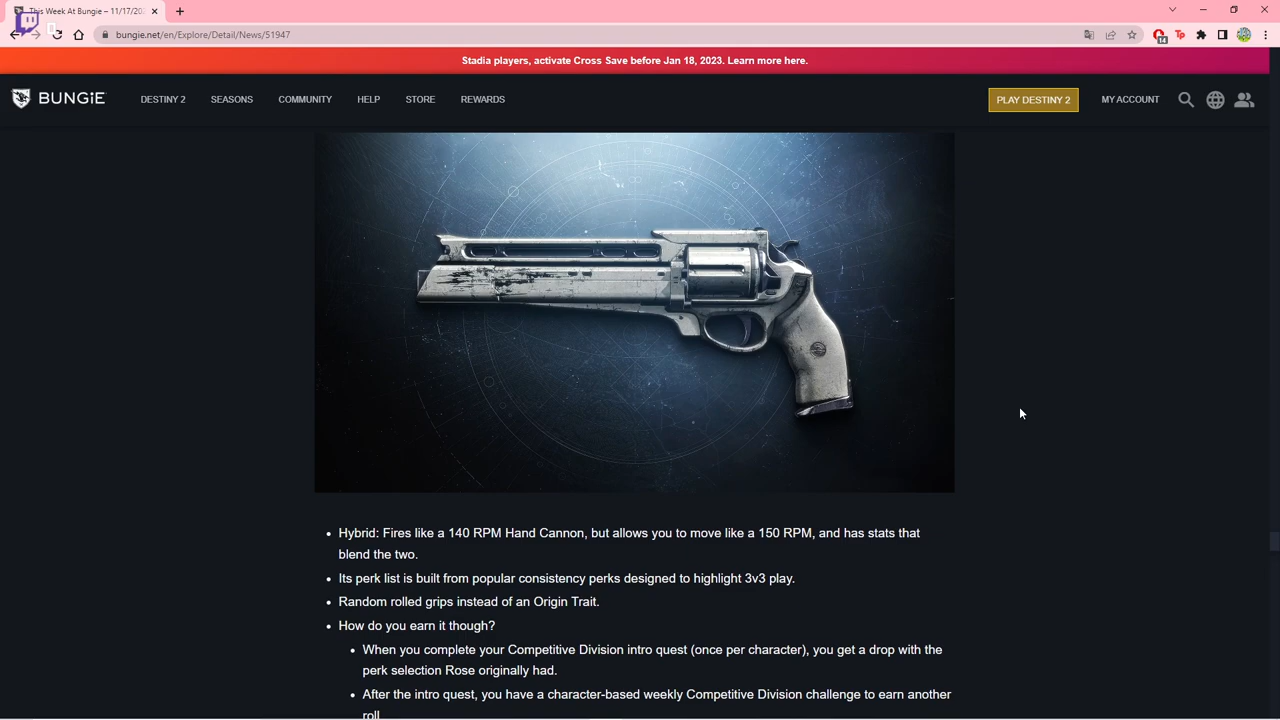 This Week At Bungie – 11/17/202
bungie.net/en/Explore/Detail/News/51947
14
Stadia players, activate Cross Save before Jan 18, 2023. Learn more here.
BUNGiE
DESTINY 2
SEASONS
COMMUNITY
HELP
STORE
REWARDS
PLAY DESTINY 2
MY ACCOUNT
• Hybrid: Fires like a 140 RPM Hand Cannon, but allows you to move like a 150 RPM, and has stats that
blend the two.
• Its perk list is built from popular consistency perks designed to highlight 3v3 play.
• Random rolled grips instead of an Origin Trait.
• How do you earn it though?
• When you complete your Competitive Division intro quest (once per character), you get a drop with the
perk selection Rose originally had.
• After the intro quest, you have a character-based weekly Competitive Division challenge to earn another
roll.